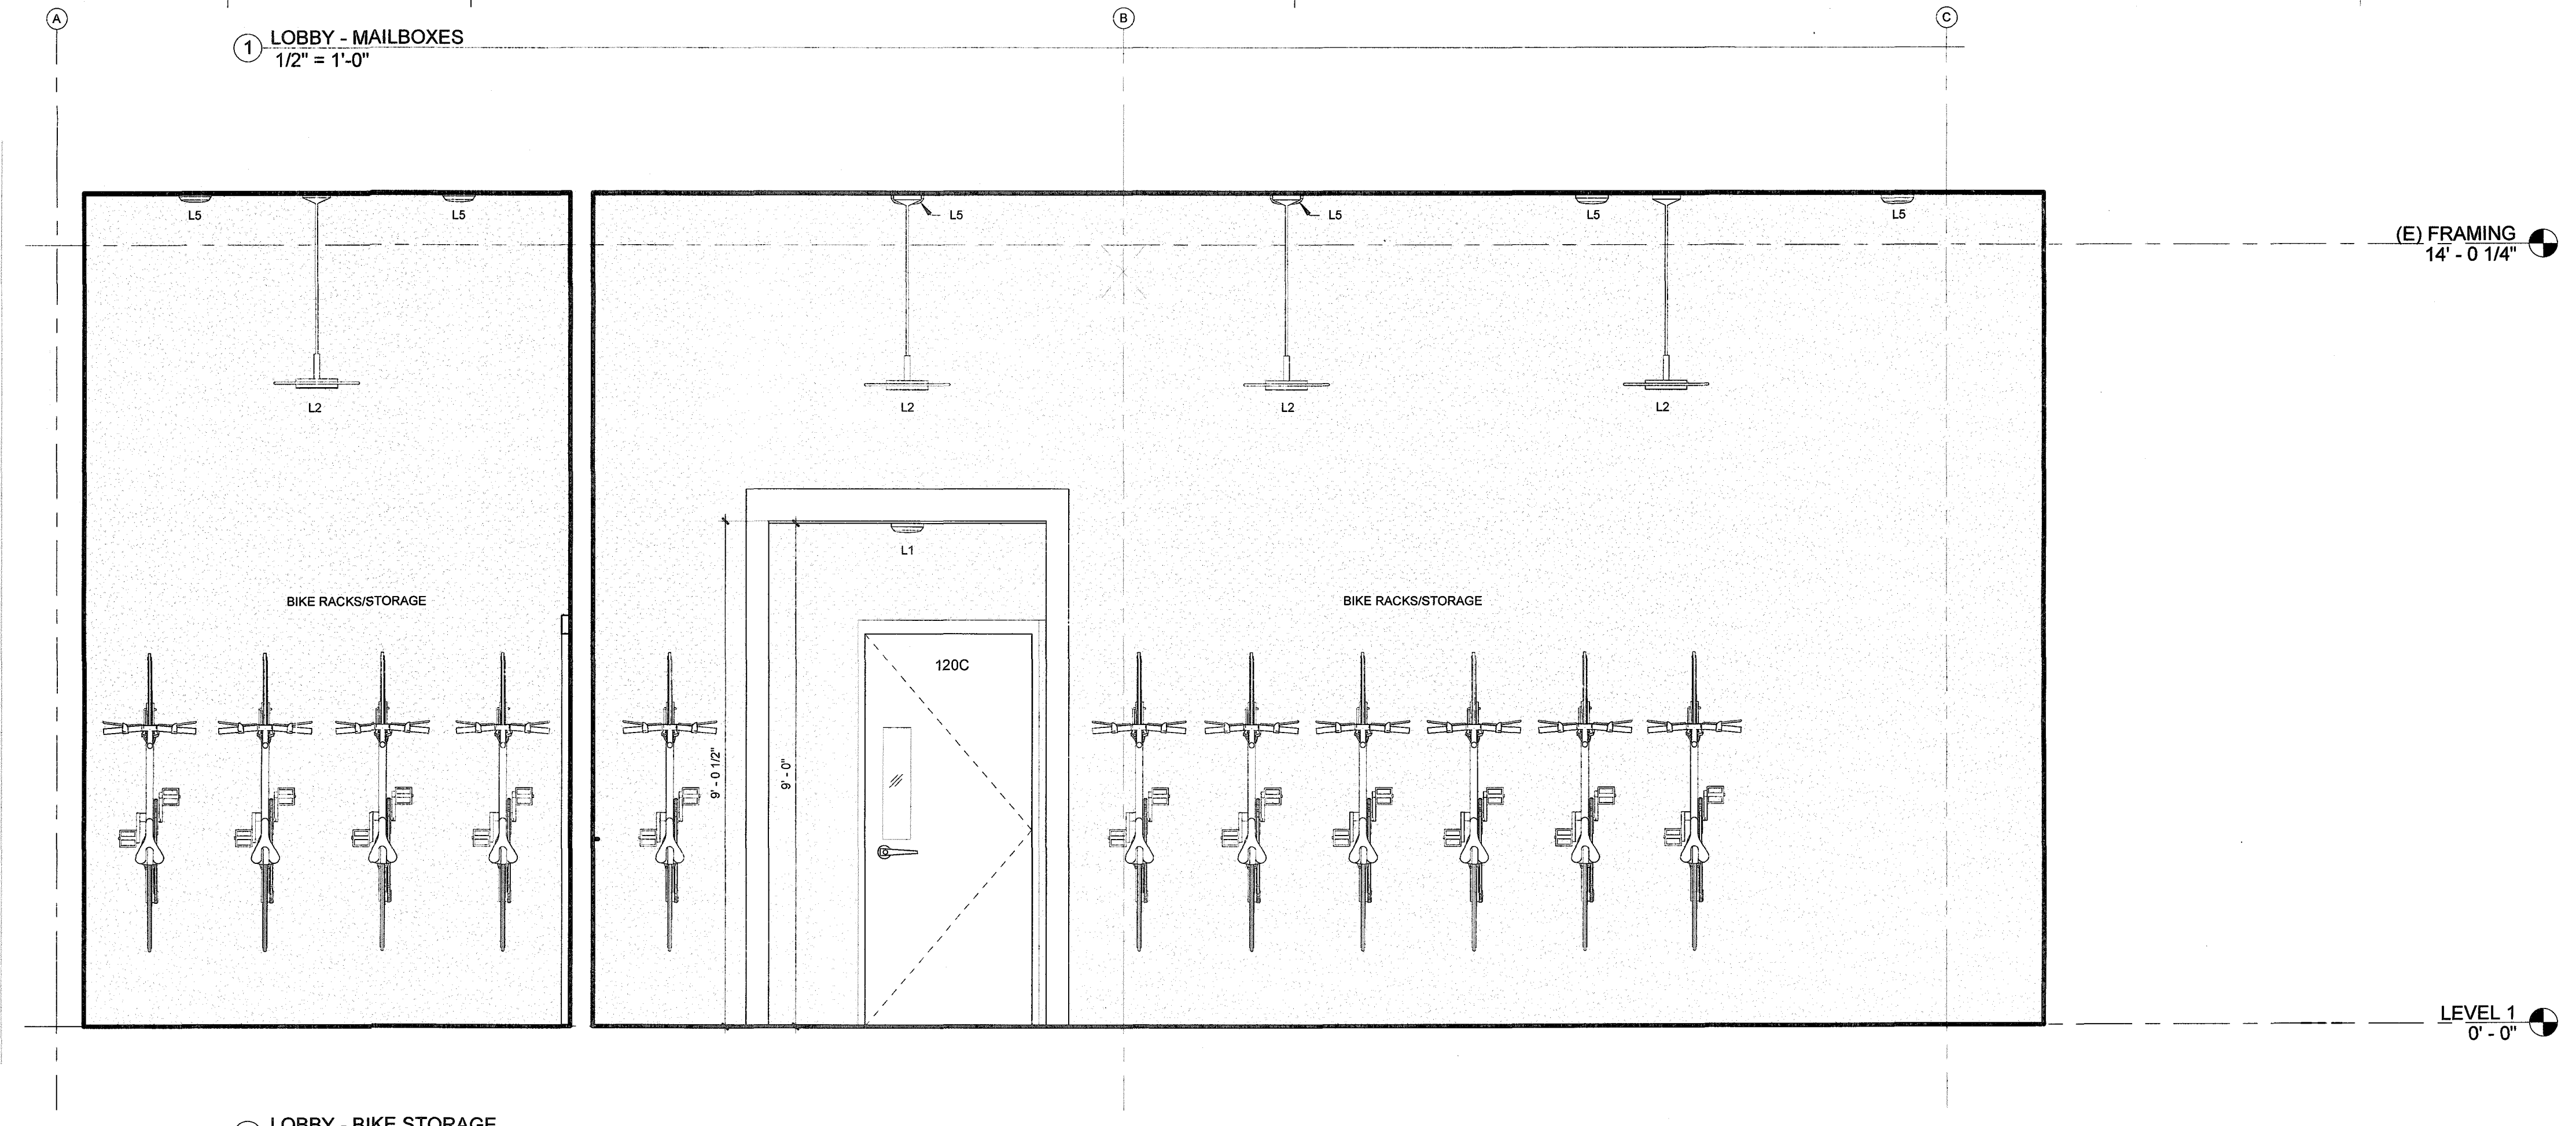 A
B
C
1
LOBBY - MAILBOXES
1/2" = 1'-0"
L5
L5
L5
L5
L5
L5
(E) FRAMING
14' - 0 1/4"
L2
L2
L2
L2
L1
BIKE RACKS/STORAGE
BIKE RACKS/STORAGE
120C
9' - 0 1/2"
9' - 0"
LEVEL 1
0' - 0"
LOBBY - BIKE STORAGE